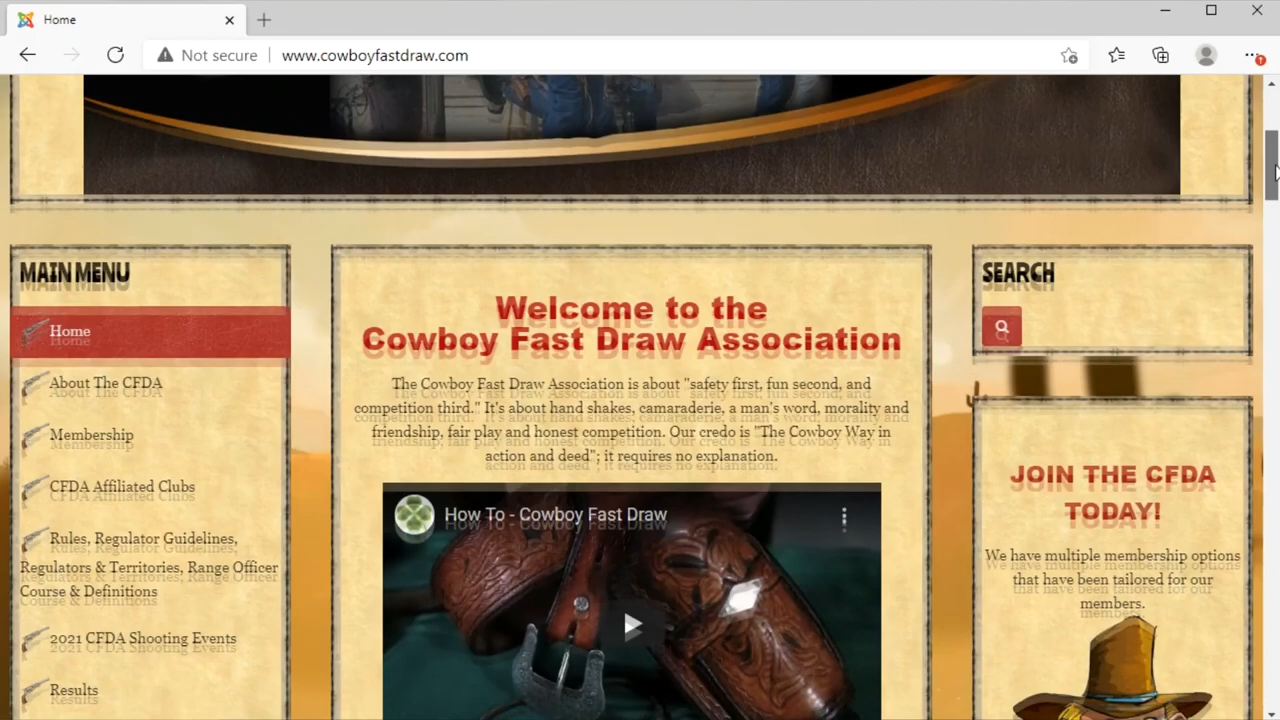 Home
Not secure
www.cowboyfastdraw.com
MAIN MENU
Home
About The CFDA
Membership
CFDA Affiliated Clubs
Rules, Regulator Guidelines,
Regulators & Territories, Range Officer
Course & Definitions
2021 CFDA Shooting Events
Results
Welcome to the
Cowboy Fast Draw Association
The Cowboy Fast Draw Association is about "safety first, fun second, and
competition third." It's about hand shakes, camaraderie, a man's word, morality and
friendship, fair play and honest competition. Our credo is "The Cowboy Way in
action and deed"; it requires no explanation.
How To - Cowboy Fast Draw
SEARCH
JOIN THE CFDA
TODAY!
We have multiple membership options
that have been tailored for our
members.